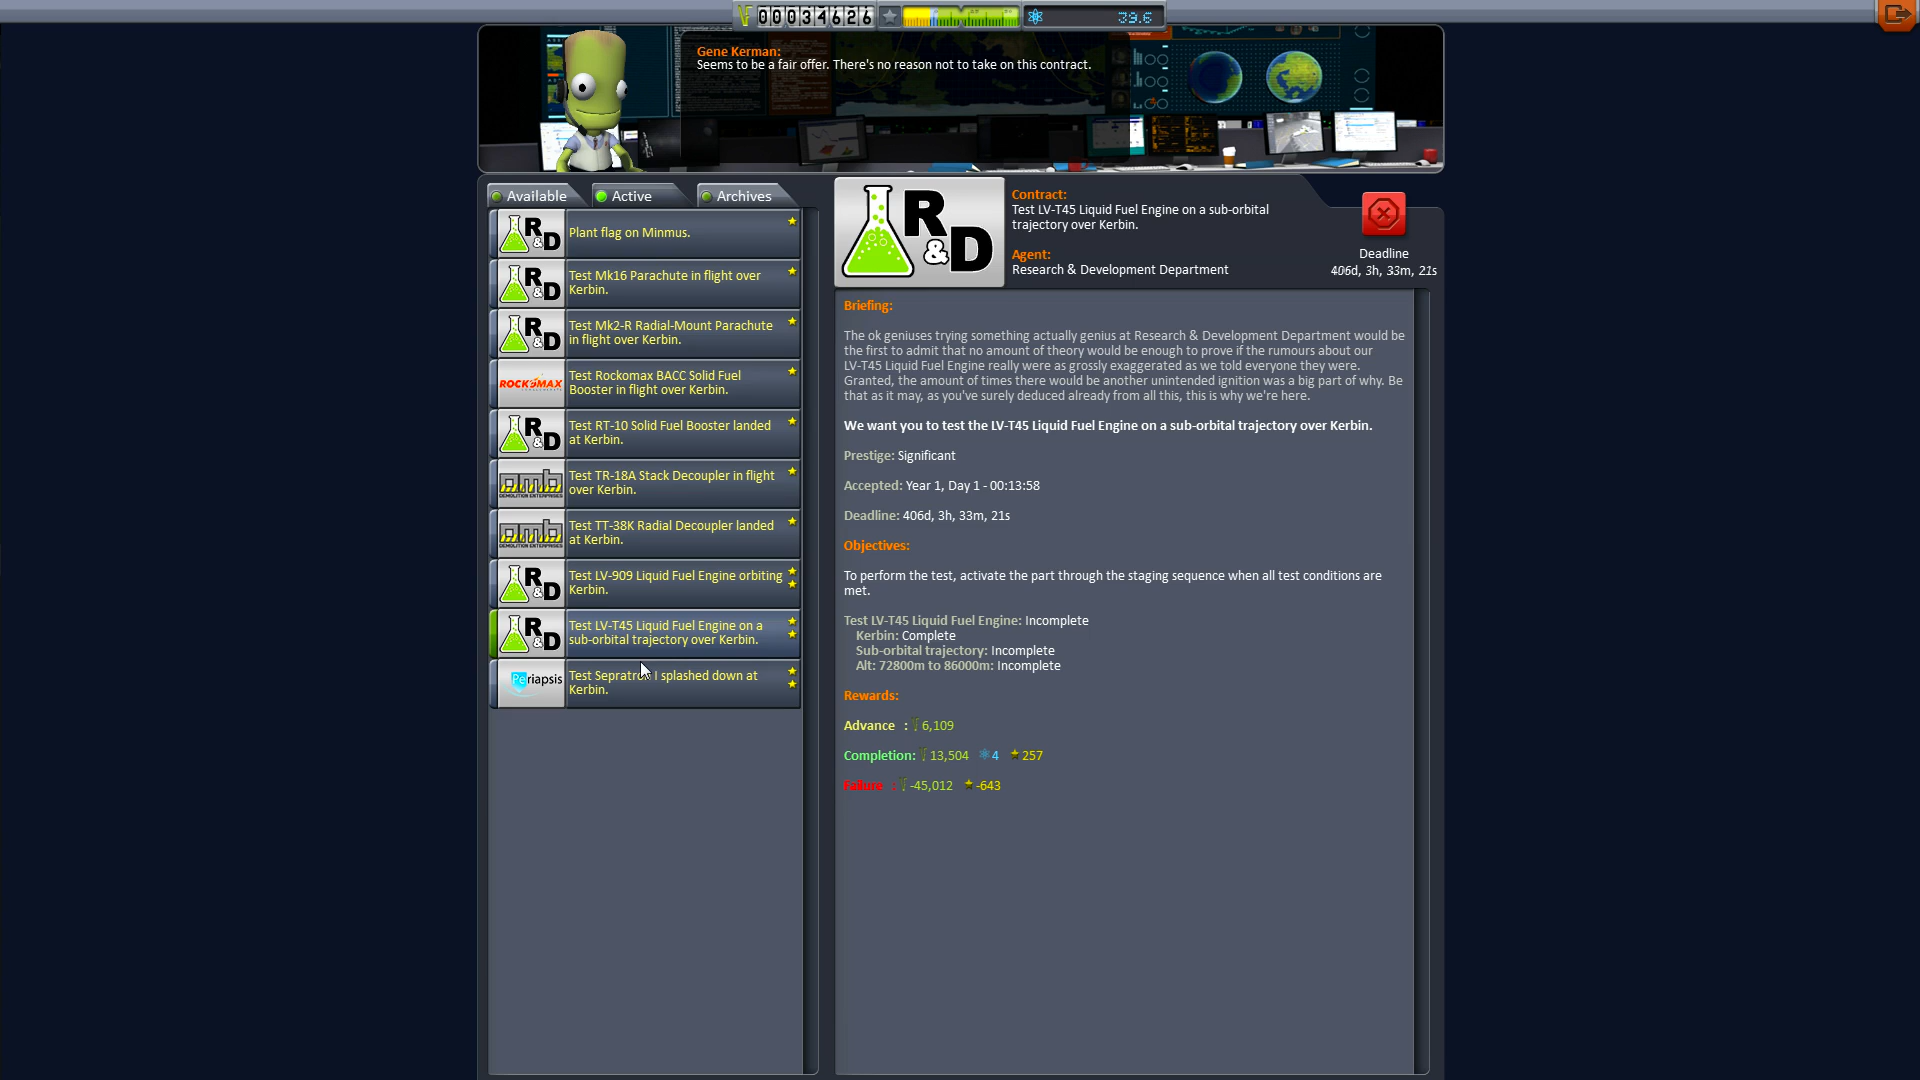 00034626
39.6
Gene Kerman:
Seems to be a fair offer. There's no reason not to take on this contract.
Available
Active
Archives
R&D
Plant flag on Minmus.
R&D
Test Mk16 Parachute in flight over
Kerbin.
R&D
Test Mk2-R Radial-Mount Parachute
in flight over Kerbin.
ROCKOMAX
Test Rockomax BACC Solid Fuel
Booster in flight over Kerbin.
R&D
Test RT-10 Solid Fuel Booster landed
at Kerbin.
OMB
DEMOLITION ENTERPRISES
Test TR-18A Stack Decoupler in flight
over Kerbin.
OMB
DEMOLITION ENTERPRISES
Test TT-38K Radial Decoupler landed
at Kerbin.
R&D
Test LV-909 Liquid Fuel Engine orbiting
Kerbin.
R&D
Test LV-T45 Liquid Fuel Engine on a
sub-orbital trajectory over Kerbin.
Periapsis
Test Sepratron I splashed down at
Kerbin.
R&D
Contract:
Test LV-T45 Liquid Fuel Engine on a sub-orbital
trajectory over Kerbin.
Agent:
Research & Development Department
Deadline
406d, 3h, 33m, 21s
Briefing:
The ok geniuses trying something actually genius at Research & Development Department would be
the first to admit that no amount of theory would be enough to prove if the rumours about our
LV-T45 Liquid Fuel Engine really were as grossly exaggerated as we told everyone they were.
Granted, the amount of times there would be another unintended ignition was a big part of why. Be
that as it may, as you've surely deduced already from all this, this is why we're here.
We want you to test the LV-T45 Liquid Fuel Engine on a sub-orbital trajectory over Kerbin.
Prestige: Significant
Accepted: Year 1, Day 1 - 00:13:58
Deadline: 406d, 3h, 33m, 21s
Objectives:
To perform the test, activate the part through the staging sequence when all test conditions are
met.
Test LV-T45 Liquid Fuel Engine: Incomplete
Kerbin: Complete
Sub-orbital trajectory: Incomplete
Alt: 72800m to 86000m: Incomplete
Rewards:
Advance : 6,109
Completion: 13,504 4 257
Failure : -45,012 -643